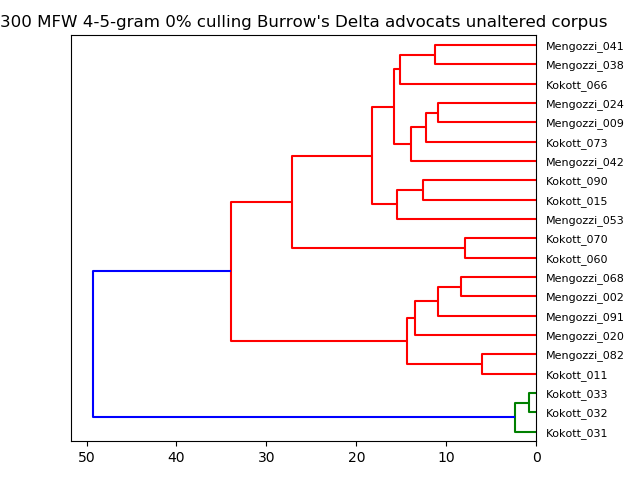 300 MFW 4-5-gram 0% culling Burrow's Delta advocats unaltered corpus
Mengozzi_041
Mengozzi_038
Kokott_066
Mengozzi_024
Mengozzi_009
Kokott_073
Mengozzi_042
Kokott_090
Kokott_015
Mengozzi_053
Kokott_070
Kokott_060
Mengozzi_068
Mengozzi_002
Mengozzi_091
Mengozzi_020
Mengozzi_082
Kokott_011
Kokott_033
Kokott_032
Kokott_031
50 40 30 20 10 0